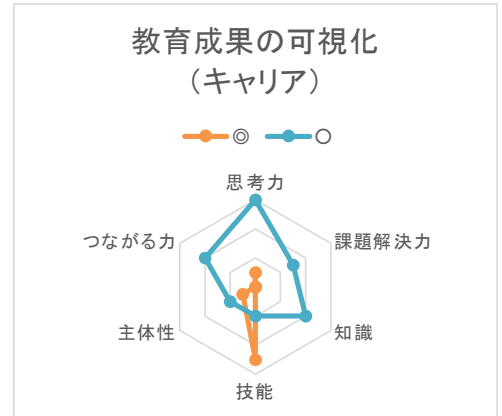 教育成果の可視化
（キャリア）
◎ ○
思考力
つながる力 課題解決力
主体性 知識
技能